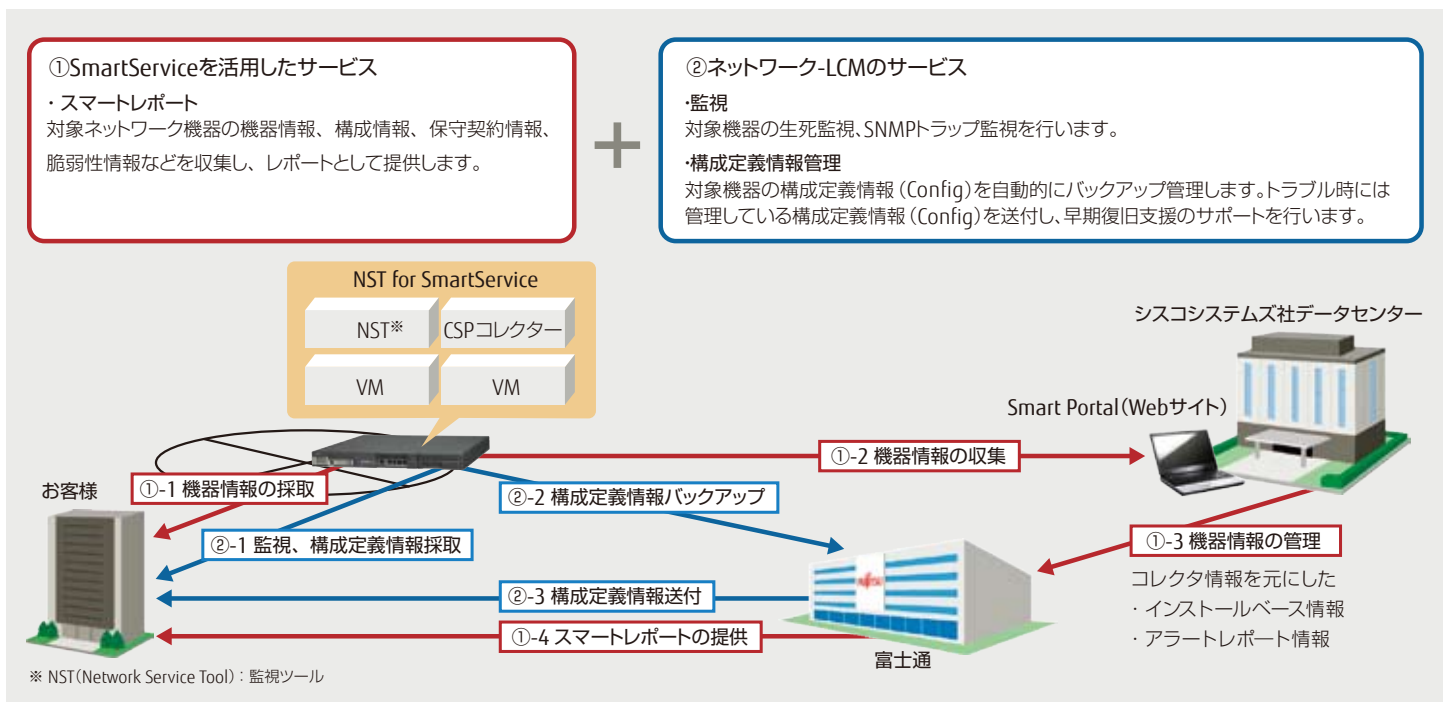 ①SmartServiceを活用したサービス
・ スマートレポート
対象ネットワーク機器の機器情報、構成情報、保守契約情報、
脆弱性情報などを収集し、レポートとして提供します。
＋
②ネットワーク-LCMのサービス
・監視
対象機器の生死監視、SNMPトラップ監視を行います。
・構成定義情報管理
対象機器の構成定義情報（Config）を自動的にバックアップ管理します。トラブル時には
管理している構成定義情報（Config）を送付し、早期復旧支援のサポートを行います。
NST for SmartService
NST※
CSPコレクター
VM
VM
シスコシステムズ社データセンター
Smart Portal（Webサイト）
①-2 機器情報の収集
お客様
①-1 機器情報の採取
②-2 構成定義情報バックアップ
②-1 監視、構成定義情報採取
①-3 機器情報の管理
コレクタ情報を元にした
・ インストールベース情報
・ アラートレポート情報
FUJITSU
②-3 構成定義情報送付
①-4 スマートレポートの提供
富士通
※ NST（Network Service Tool）：監視ツール